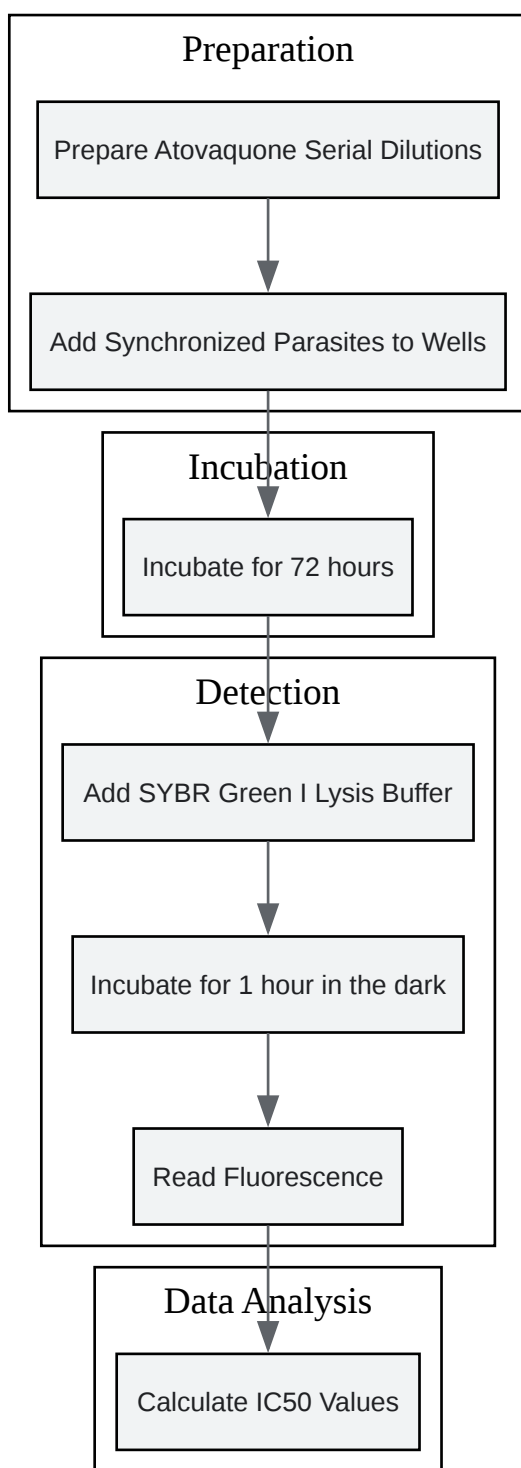 Preparation
Prepare Atovaquone Serial Dilutions
Add Synchronized Parasites to Wells
Incubation
Incubate for 72 hours
Detection
Add SYBR Green I Lysis Buffer
Incubate for 1 hour in the dark
Read Fluorescence
Data Analysis
Calculate IC50 Values